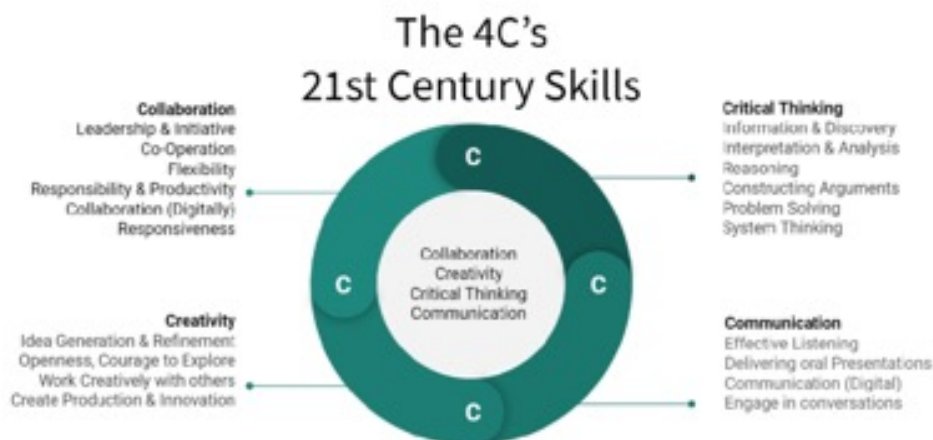 The 4C's
21st Century Skills
Collaboration
Leadership & Initiative
Co-Operation
Flexibility
Responsibility & Productivity
Collaboration (Digitally)
Responsiveness
Critical Thinking
Information & Discovery
Interpretation & Analysis
Reasoning
Constructing Arguments
Problem Solving
System Thinking
C
C
C
C
Collaboration
Creativity
Critical Thinking
Communication
Creativity
Idea Generation & Refinement
Openness, Courage to Explore
Work Creatively with others
Create Production & Innovation
Communication
Effective Listening
Delivering oral Presentations
Communication (Digital)
Engage in conversations